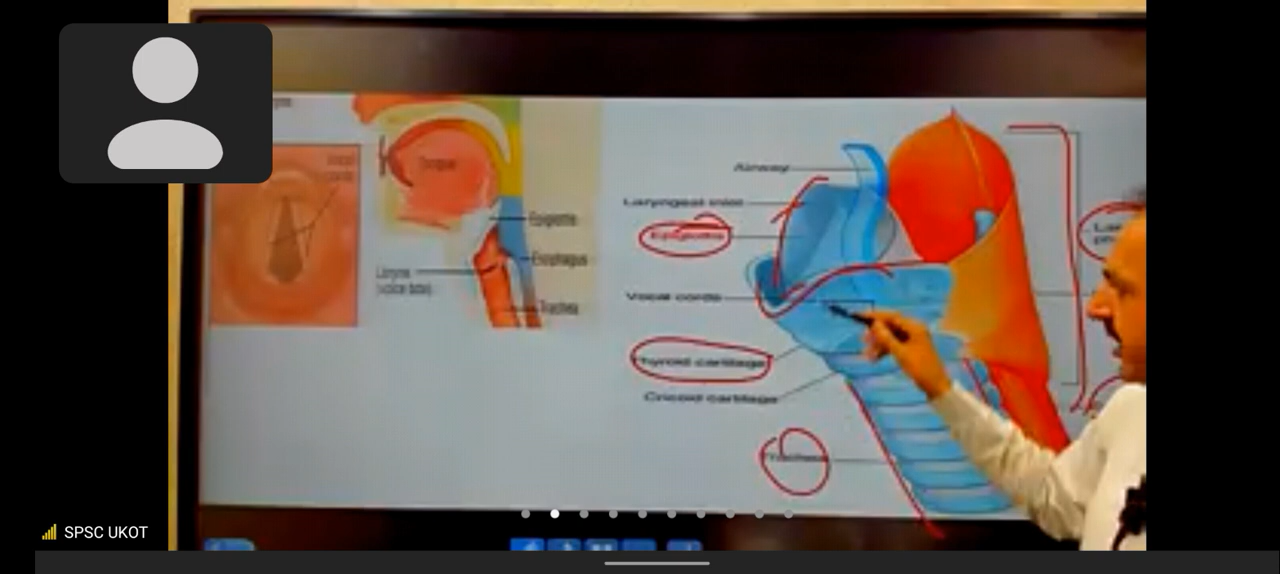 Tongue
Epiglottis
Esophagus
Larynx
(voice box)
Trachea
Airway
Laryngeal inlet
Epiglottis
Vocal cords
Thyroid cartilage
Cricoid cartilage
Trachea
SPSC UKOT